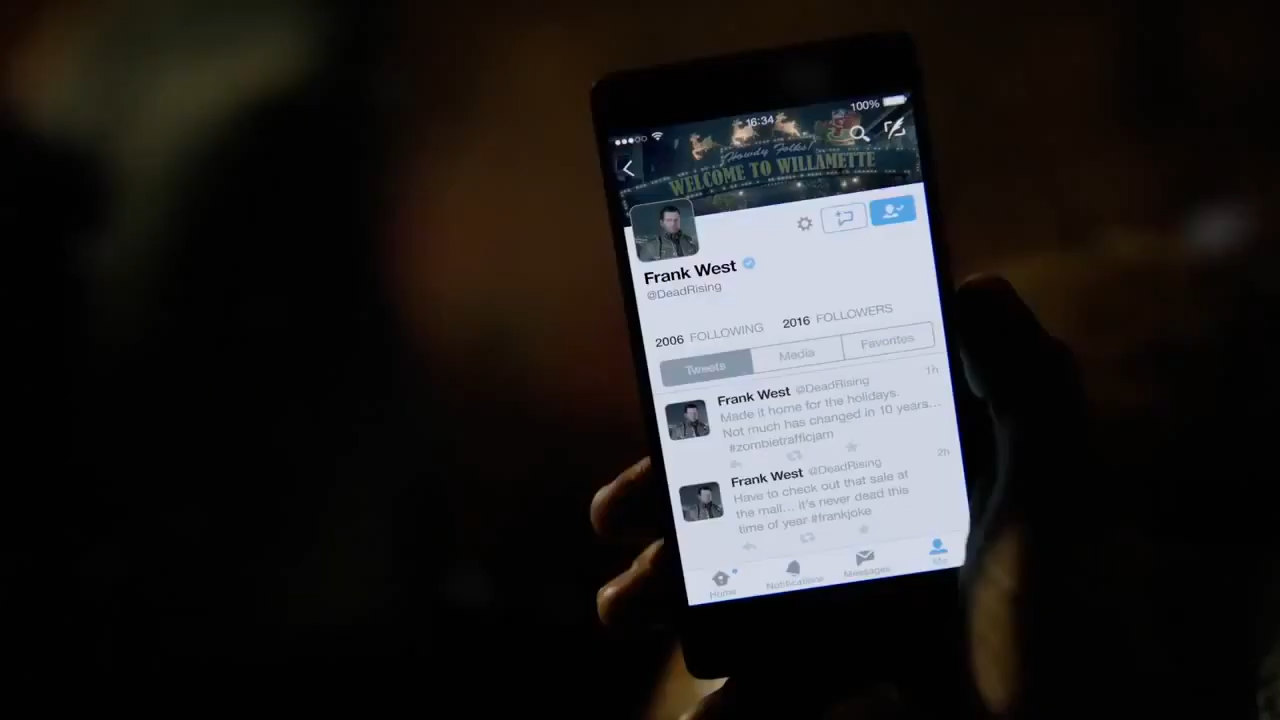 16:34
100%
Howdy Folks!
WELCOME TO WILLAMETTE
Frank West
@DeadRising
2006 FOLLOWING 2016 FOLLOWERS
Tweets Media Favorites
Frank West @DeadRising 1h
Made it home for the holidays.
Not much has changed in 10 years...
#zombietrafficjam
Frank West @DeadRising 2h
Have to check out that sale at
the mall... it's never dead this
time of year #frankjoke
Home Notifications Messages Me